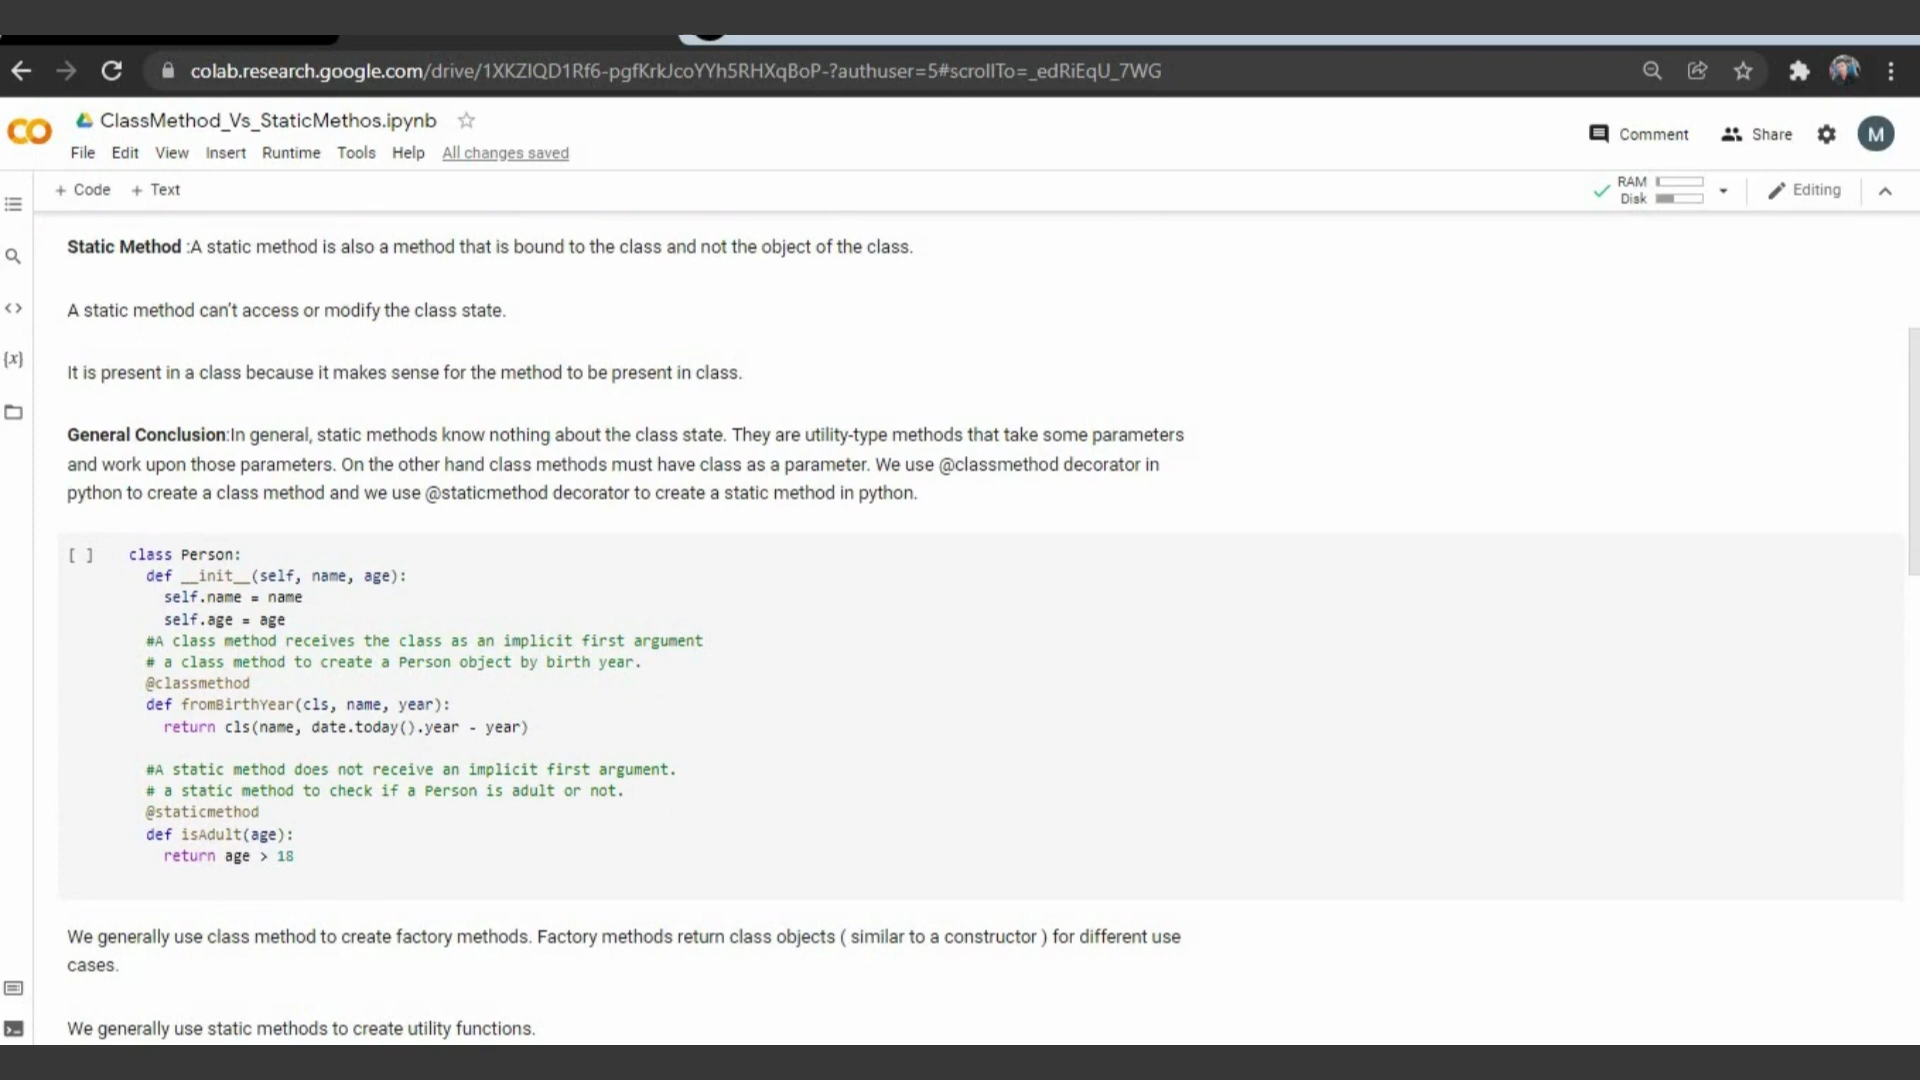 colab.research.google.com/drive/1XKZIQD1Rf6-pgfKrkJcoYYh5RHXqBoP-?authuser=5#scrollTo=_edRiEqU_7WG
CO ClassMethod_Vs_StaticMethos.ipynb
File Edit View Insert Runtime Tools Help All changes saved
Comment Share M
+ Code + Text
RAM
Disk
Editing
Static Method :A static method is also a method that is bound to the class and not the object of the class.
A static method can't access or modify the class state.
It is present in a class because it makes sense for the method to be present in class.
General Conclusion:In general, static methods know nothing about the class state. They are utility-type methods that take some parameters
and work upon those parameters. On the other hand class methods must have class as a parameter. We use @classmethod decorator in
python to create a class method and we use @staticmethod decorator to create a static method in python.
[ ] class Person:
def __init__(self, name, age):
self.name = name
self.age = age
#A class method receives the class as an implicit first argument
# a class method to create a Person object by birth year.
@classmethod
def fromBirthYear(cls, name, year):
return cls(name, date.today().year - year)
#A static method does not receive an implicit first argument.
# a static method to check if a Person is adult or not.
@staticmethod
def isAdult(age):
return age > 18
We generally use class method to create factory methods. Factory methods return class objects ( similar to a constructor ) for different use
cases.
We generally use static methods to create utility functions.